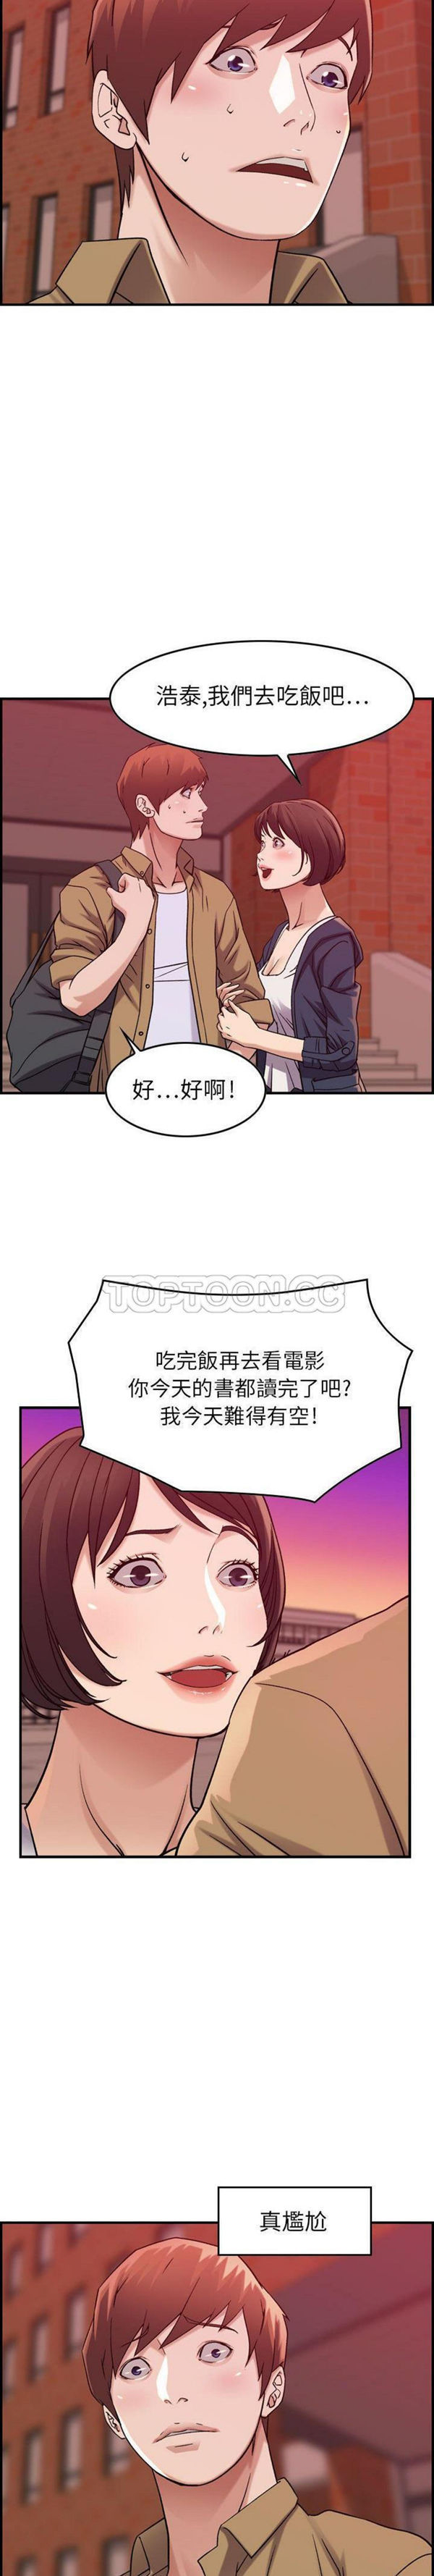 浩泰,我們去吃飯吧...
好...好啊!
TOPTOON.CC
吃完飯再去看電影
你今天的書都讀完了吧?
我今天難得有空!
真尷尬